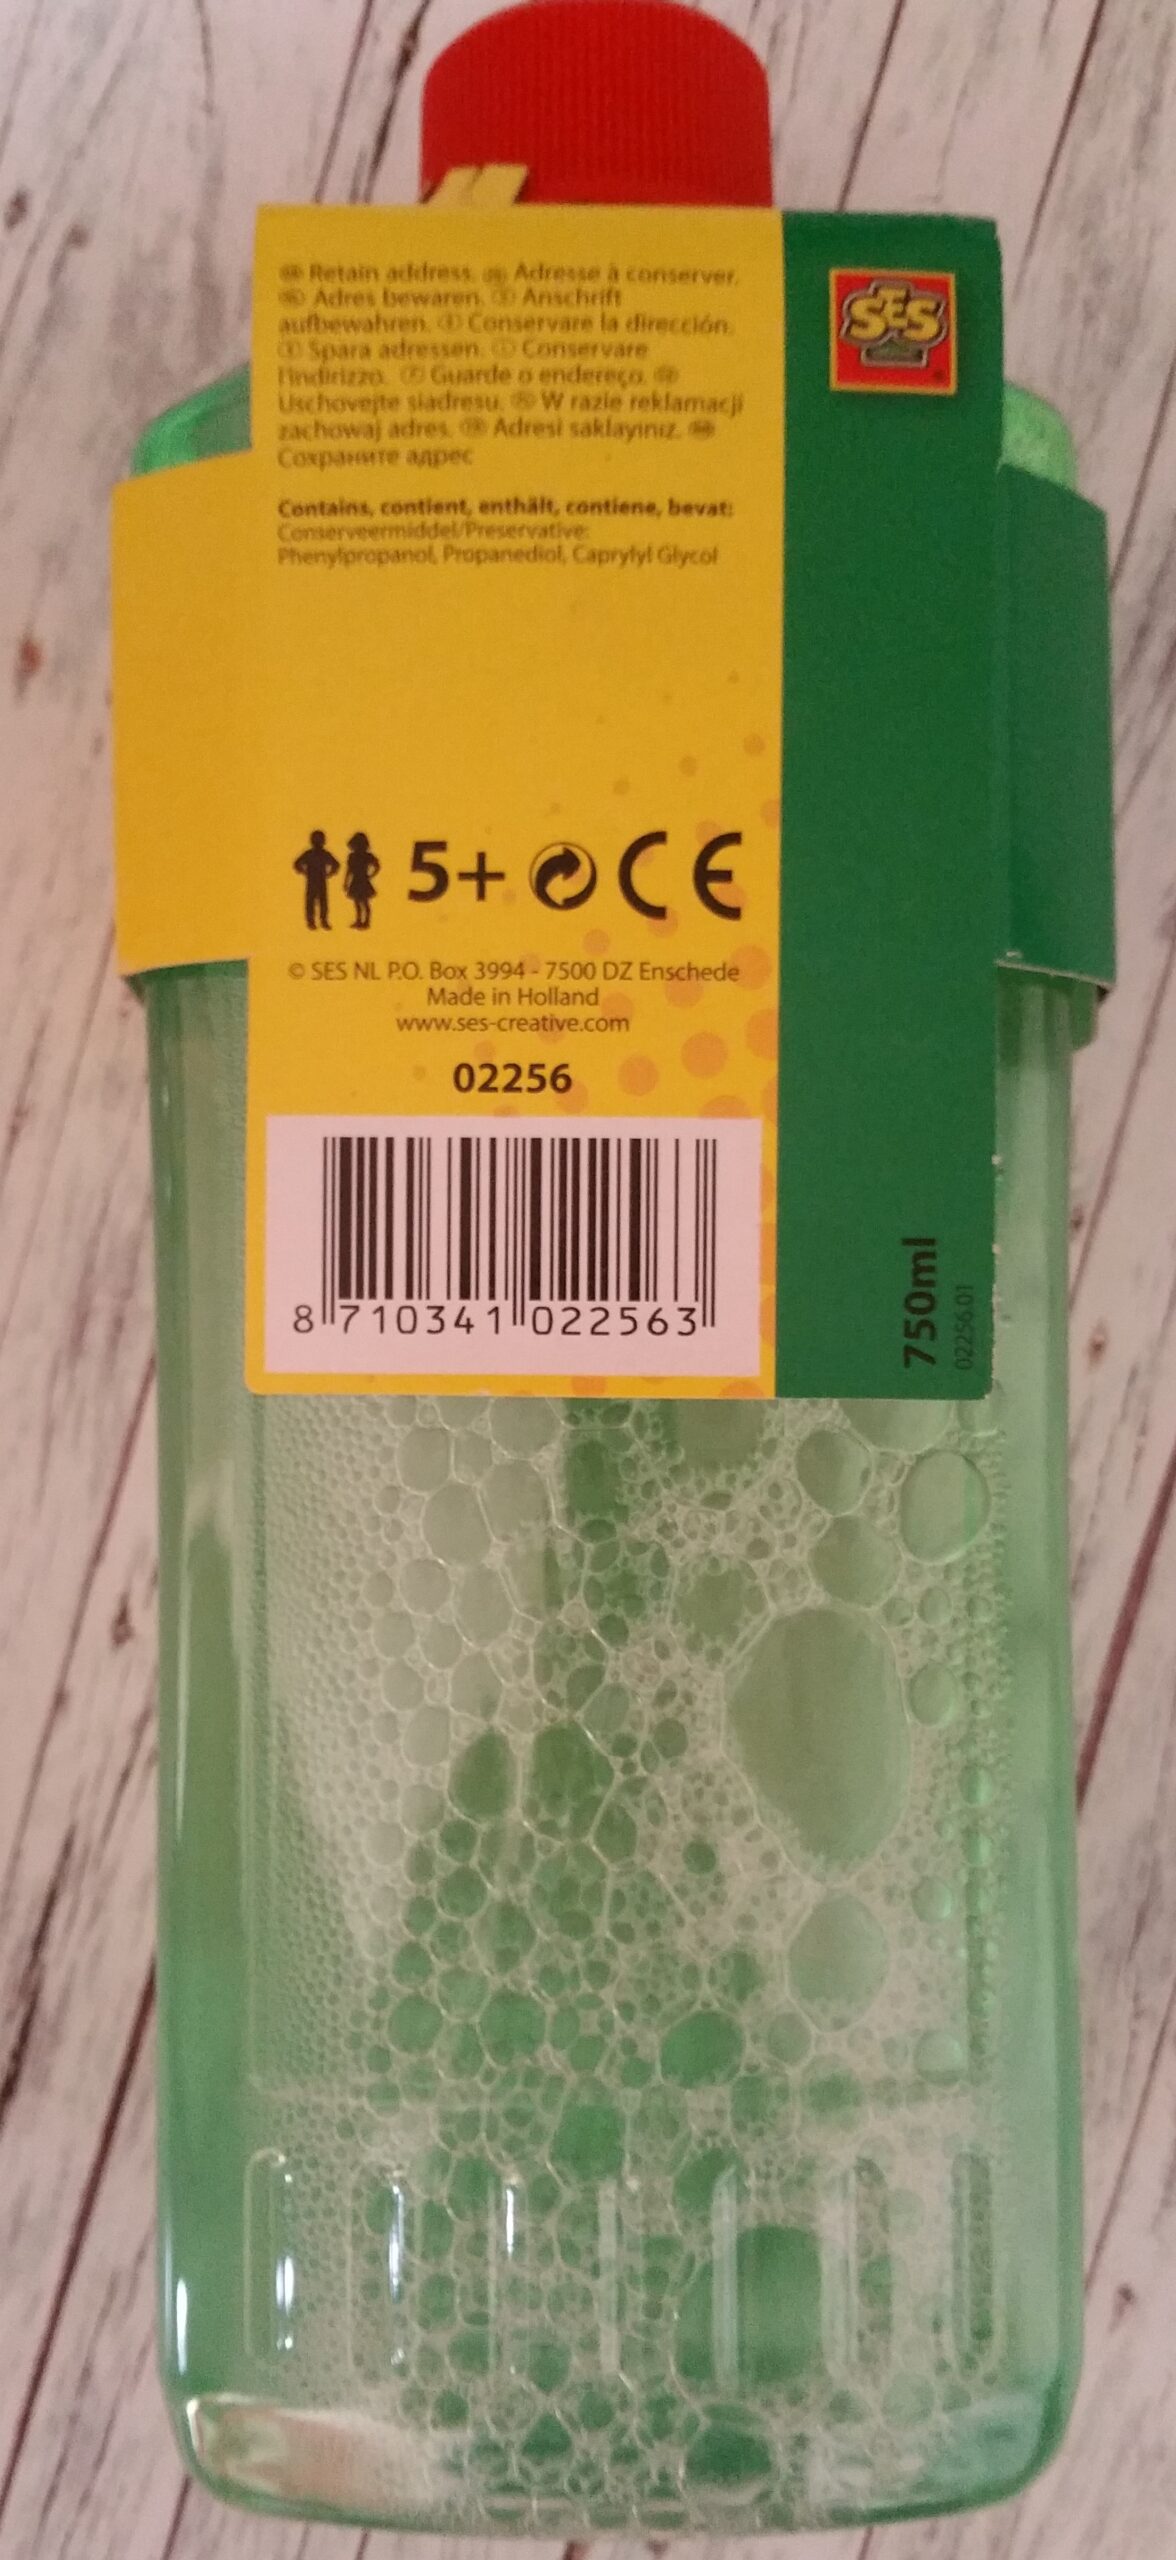 Retain address. Adresse à conserver.
Adres bewaren. Anschrift
aufbewahren. Conservare la dirección.
Spara adressen. Conservare
l'indirizzo. Guarde o endereço.
Uschovejte siadresu. W razie reklamacji
zachowaj adres. Adresi saklayınız.
Сохраните адрес
Contains, contient, enthält, contiene, bevat:
Conserveermiddel/Preservative:
Phenylpropanol, Propanediol, Caprylyl Glycol
5+ CE
© SES NL P.O. Box 3994 - 7500 DZ Enschede
Made in Holland
www.ses-creative.com
02256
8 710341 022563
SES
750ml
02256.01